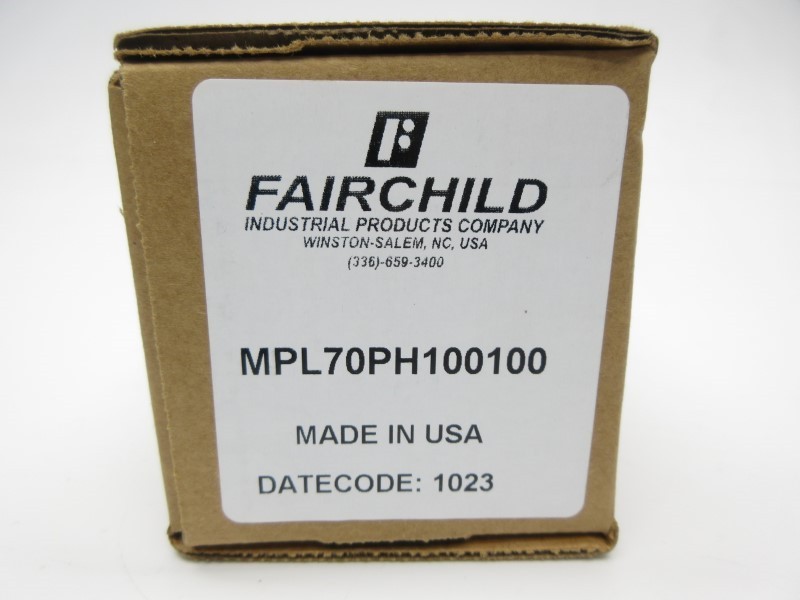 FAIRCHILD
INDUSTRIAL PRODUCTS COMPANY
WINSTON-SALEM, NC, USA
(336)-659-3400
MPL70PH100100
MADE IN USA
DATECODE: 1023